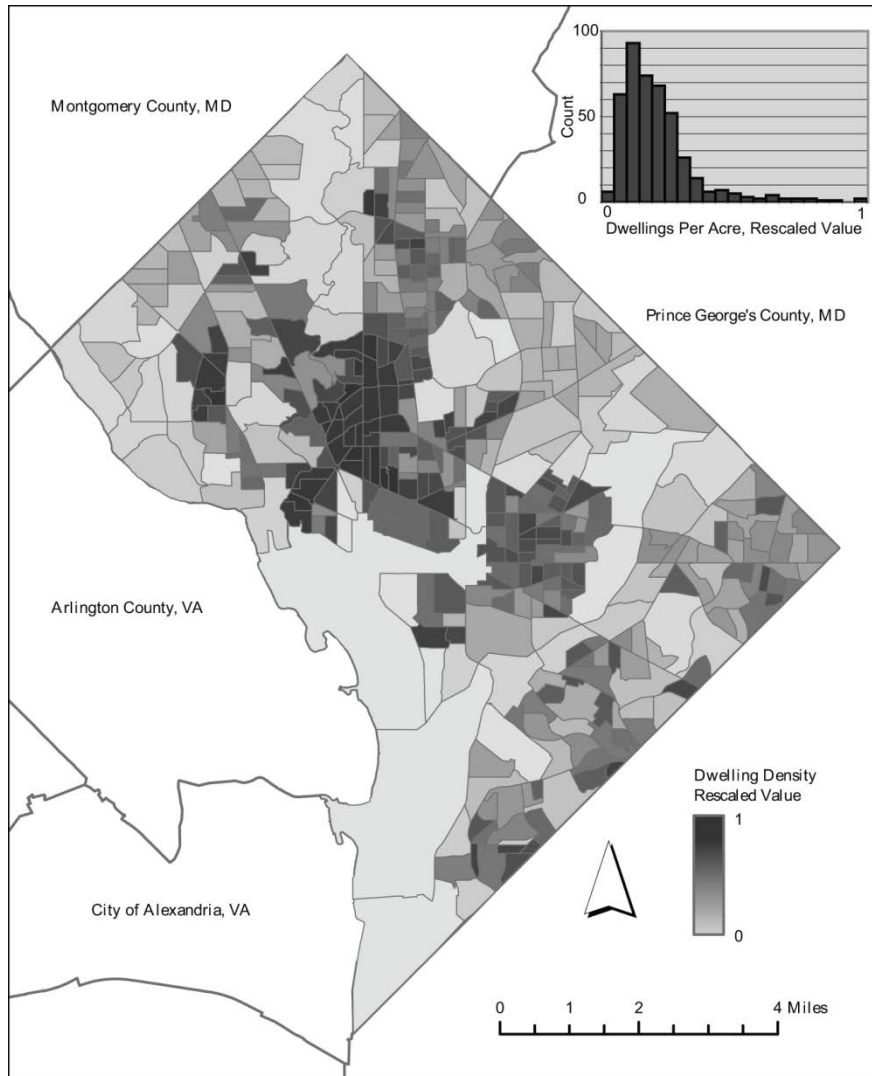 Montgomery County, MD
100
50
0
Count
0
1
Dwellings Per Acre, Rescaled Value
Prince George's County, MD
Arlington County, VA
Dwelling Density
Rescaled Value
1
0
City of Alexandria, VA
0
1
2
4 Miles